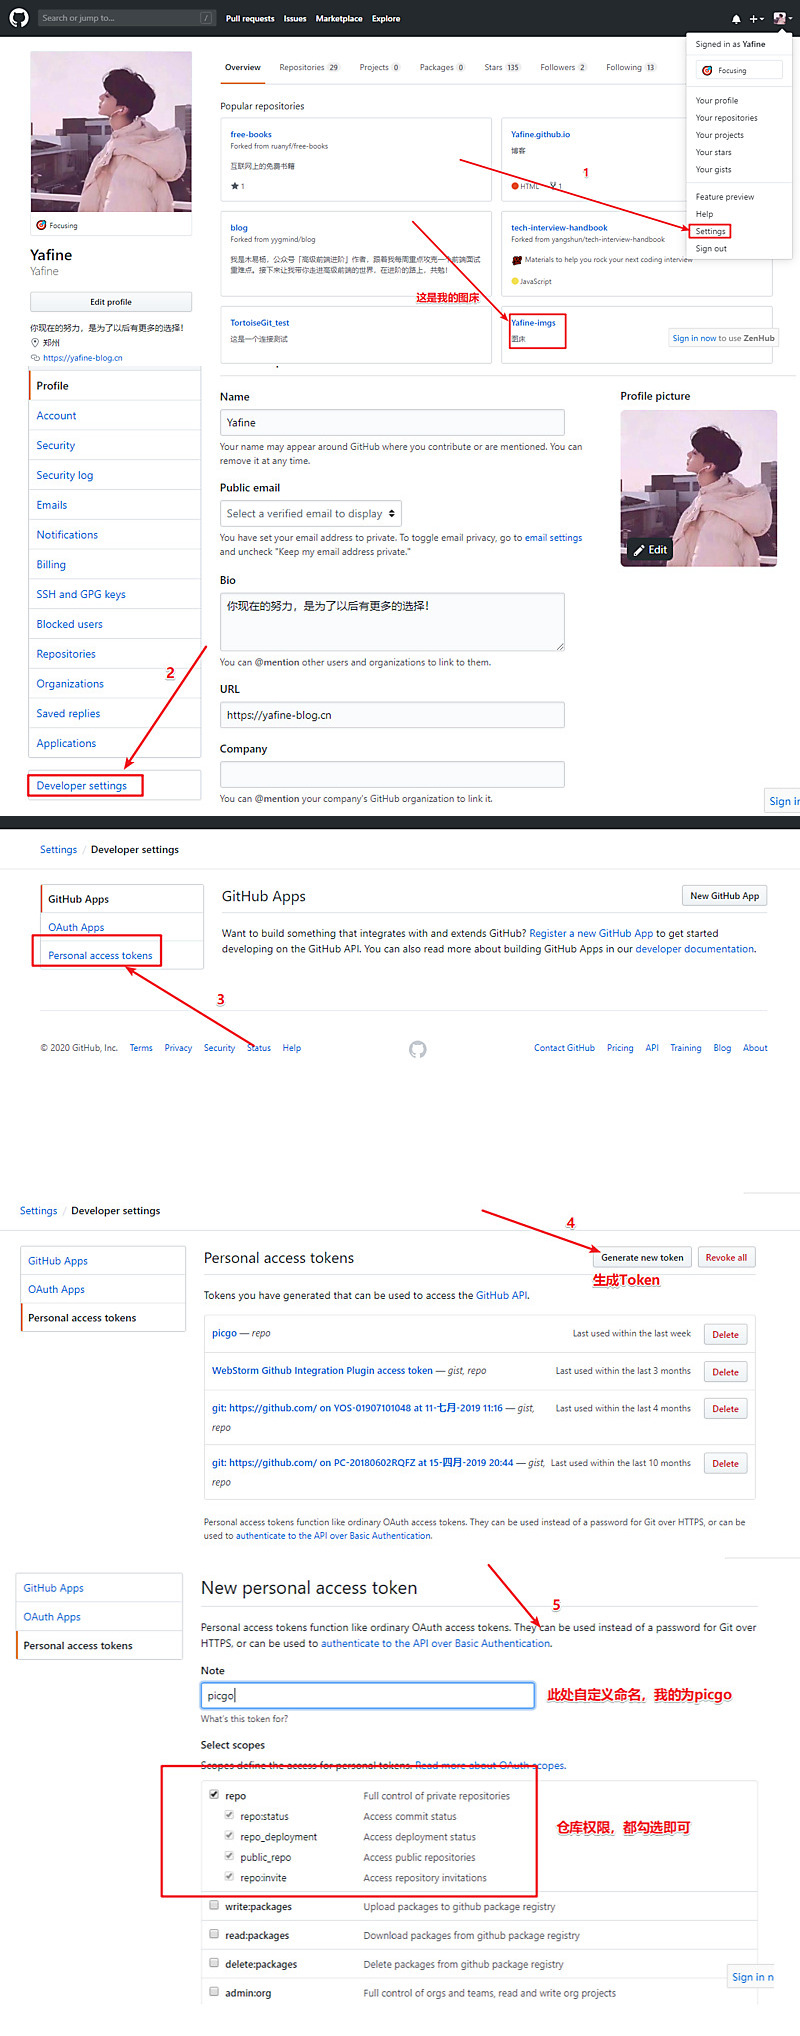 Search or jump to... /
Pull requests Issues Marketplace Explore
Signed in as Yafine
Focusing
Your profile
Your repositories
Your projects
Your stars
Your gists
Feature preview
Help
Settings
Sign out
Overview Repositories 29 Projects 0 Packages 0 Stars 135 Followers 2 Following 13
Popular repositories
1
free-books
Forked from ruanyf/free-books
互联网上的免费书籍
1
Yafine.github.io
博客
HTML 1
Focusing
Yafine
Yafine
Edit profile
你现在的努力，是为了以后有更多的选择！
郑州
https://yafine-blog.cn
blog
Forked from yygmind/blog
我是木易杨，公众号「高级前端进阶」作者，跟着我每周重点攻克一个前端面试
重难点。接下来让我带你走进高级前端的世界，在进阶的路上，共勉！
tech-interview-handbook
Forked from yangshun/tech-interview-handbook
Materials to help you rock your next coding interview
JavaScript
这是我的图床
TortoiseGit_test
这是一个连接测试
Yafine-imgs
图床
Sign in now to use ZenHub
Profile
Account
Security
Security log
Emails
Notifications
Billing
SSH and GPG keys
Blocked users
Repositories
Organizations
Saved replies
Applications
2
Developer settings
Name
Yafine
Your name may appear around GitHub where you contribute or are mentioned. You can
remove it at any time.
Public email
Select a verified email to display
You have set your email address to private. To toggle email privacy, go to email settings
and uncheck "Keep my email address private."
Bio
你现在的努力，是为了以后有更多的选择！
You can @mention other users and organizations to link to them.
URL
https://yafine-blog.cn
Company
You can @mention your company's GitHub organization to link it.
Profile picture
Edit
Sign in
Settings / Developer settings
GitHub Apps
OAuth Apps
Personal access tokens
3
GitHub Apps
New GitHub App
Want to build something that integrates with and extends GitHub? Register a new GitHub App to get started
developing on the GitHub API. You can also read more about building GitHub Apps in our developer documentation.
© 2020 GitHub, Inc. Terms Privacy Security Status Help
Contact GitHub Pricing API Training Blog About
Settings / Developer settings
4
GitHub Apps
OAuth Apps
Personal access tokens
Personal access tokens
Generate new token
Revoke all
生成Token
Tokens you have generated that can be used to access the GitHub API.
picgo — repo Last used within the last week Delete
WebStorm Github Integration Plugin access token — gist, repo Last used within the last 3 months Delete
git: https://github.com/ on YOS-01907101048 at 11-七月-2019 11:16 — gist, Last used within the last 4 months Delete
repo
git: https://github.com/ on PC-20180602RQFZ at 15-四月-2019 20:44 — gist, Last used within the last 10 months Delete
repo
Personal access tokens function like ordinary OAuth access tokens. They can be used instead of a password for Git over HTTPS, or can be
used to authenticate to the API over Basic Authentication.
GitHub Apps
OAuth Apps
Personal access tokens
New personal access token
5
Personal access tokens function like ordinary OAuth access tokens. They can be used instead of a password for Git over
HTTPS, or can be used to authenticate to the API over Basic Authentication.
Note
picgo
此处自定义命名，我的为picgo
What's this token for?
Select scopes
Scopes define the access for personal tokens. Read more about OAuth scopes.
repo Full control of private repositories
repo:status Access commit status
repo_deployment Access deployment status
public_repo Access public repositories
repo:invite Access repository invitations
仓库权限，都勾选即可
write:packages Upload packages to github package registry
read:packages Download packages from github package registry
delete:packages Delete packages from github package registry
Sign in n
admin:org Full control of orgs and teams, read and write org projects